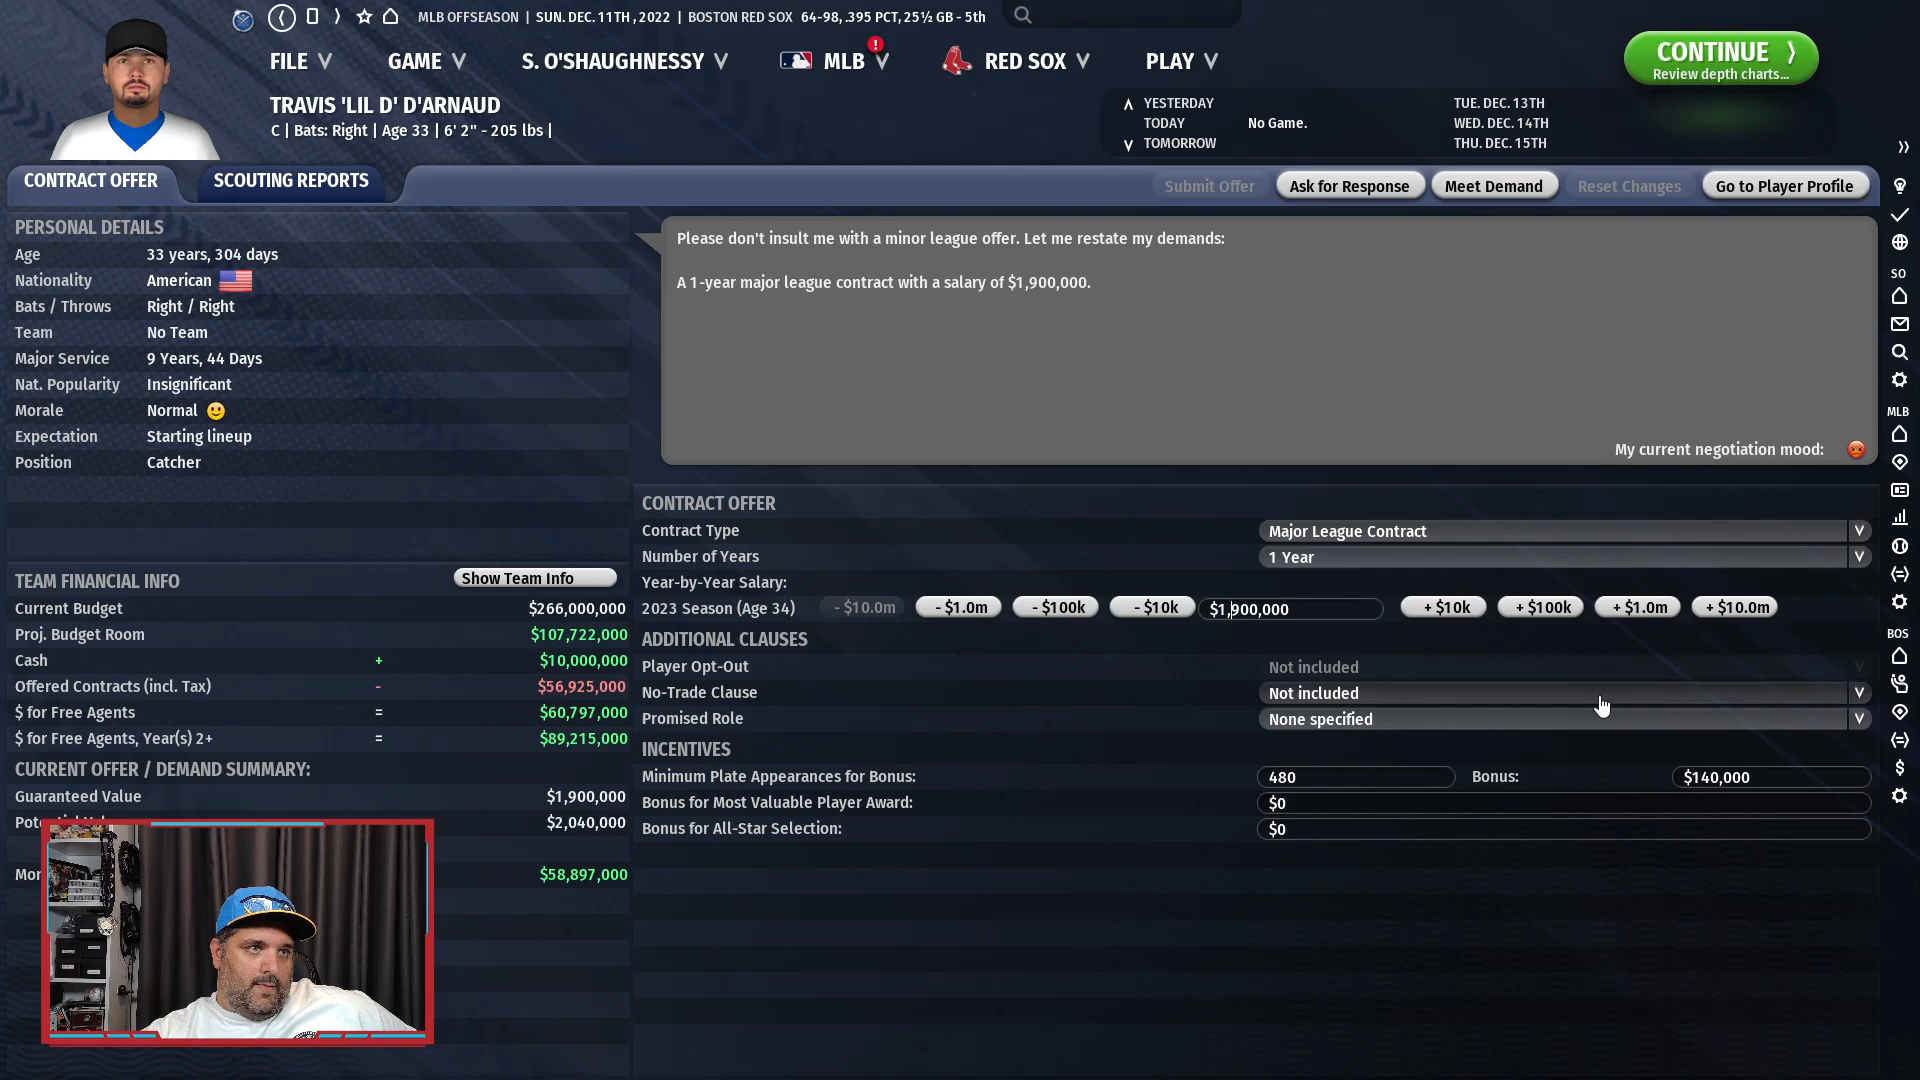 MLB OFFSEASON | SUN. DEC. 11TH , 2022 | BOSTON RED SOX 64-98, .395 PCT, 25½ GB - 5th
FILE GAME S. O'SHAUGHNESSY MLB ! RED SOX PLAY
CONTINUE
Review depth charts...
TRAVIS 'LIL D' D'ARNAUD
C | Bats: Right | Age 33 | 6' 2" - 205 lbs |
YESTERDAY TUE. DEC. 13TH
TODAY No Game. WED. DEC. 14TH
TOMORROW THU. DEC. 15TH
CONTRACT OFFER SCOUTING REPORTS
Submit Offer Ask for Response Meet Demand Reset Changes Go to Player Profile
PERSONAL DETAILS
Age 33 years, 304 days
Nationality American
Bats / Throws Right / Right
Team No Team
Major Service 9 Years, 44 Days
Nat. Popularity Insignificant
Morale Normal
Expectation Starting lineup
Position Catcher
Please don't insult me with a minor league offer. Let me restate my demands:
A 1-year major league contract with a salary of $1,900,000.
My current negotiation mood:
TEAM FINANCIAL INFO Show Team Info
Current Budget $266,000,000
Proj. Budget Room $107,722,000
Cash + $10,000,000
Offered Contracts (incl. Tax) - $56,925,000
$ for Free Agents = $60,797,000
$ for Free Agents, Year(s) 2+ = $89,215,000
CURRENT OFFER / DEMAND SUMMARY:
Guaranteed Value $1,900,000
$2,040,000
$58,897,000
CONTRACT OFFER
Contract Type Major League Contract
Number of Years 1 Year
Year-by-Year Salary:
2023 Season (Age 34) - $10.0m - $1.0m - $100k - $10k $1,900,000 + $10k + $100k + $1.0m + $10.0m
ADDITIONAL CLAUSES
Player Opt-Out Not included
No-Trade Clause Not included
Promised Role None specified
INCENTIVES
Minimum Plate Appearances for Bonus: 480 Bonus: $140,000
Bonus for Most Valuable Player Award: $0
Bonus for All-Star Selection: $0
SO
MLB
BOS
$